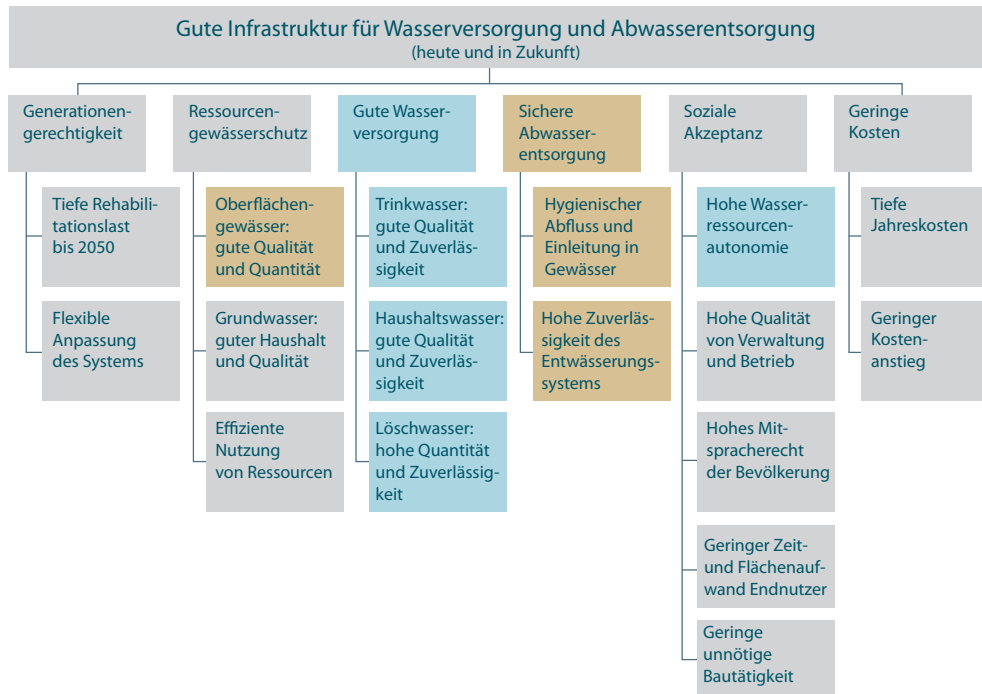 Gute Infrastruktur für Wasserversorgung und Abwasserentsorgung
(heute und in Zukunft)
Generationen-
gerechtigkeit
Tiefe Rehabili-
tationslast
bis 2050
Flexible
Anpassung
des Systems
Ressourcen-
gewässerschutz
Oberflächen-
gewässer:
gute Qualität
und Quantität
Grundwasser:
guter Haushalt
und Qualität
Effiziente
Nutzung
von Ressourcen
Gute Wasser-
versorgung
Trinkwasser:
gute Qualität
und Zuverläs-
sigkeit
Haushaltswasser:
gute Qualität
und Zuverläs-
sigkeit
Löschwasser:
hohe Quantität
und Zuverlässig-
keit
Sichere
Abwasser-
entsorgung
Hygienischer
Abfluss und
Einleitung in
Gewässer
Hohe Zuverläs-
sigkeit des
Entwässerungs-
systems
Soziale
Akzeptanz
Hohe Wasser-
ressourcen-
autonomie
Hohe Qualität
von Verwaltung
und Betrieb
Hohes Mit-
spracherecht
der Bevölkerung
Geringer Zeit-
und Flächenauf-
wand Endnutzer
Geringe
unnötige
Bautätigkeit
Geringe
Kosten
Tiefe
Jahreskosten
Geringer
Kosten-
anstieg